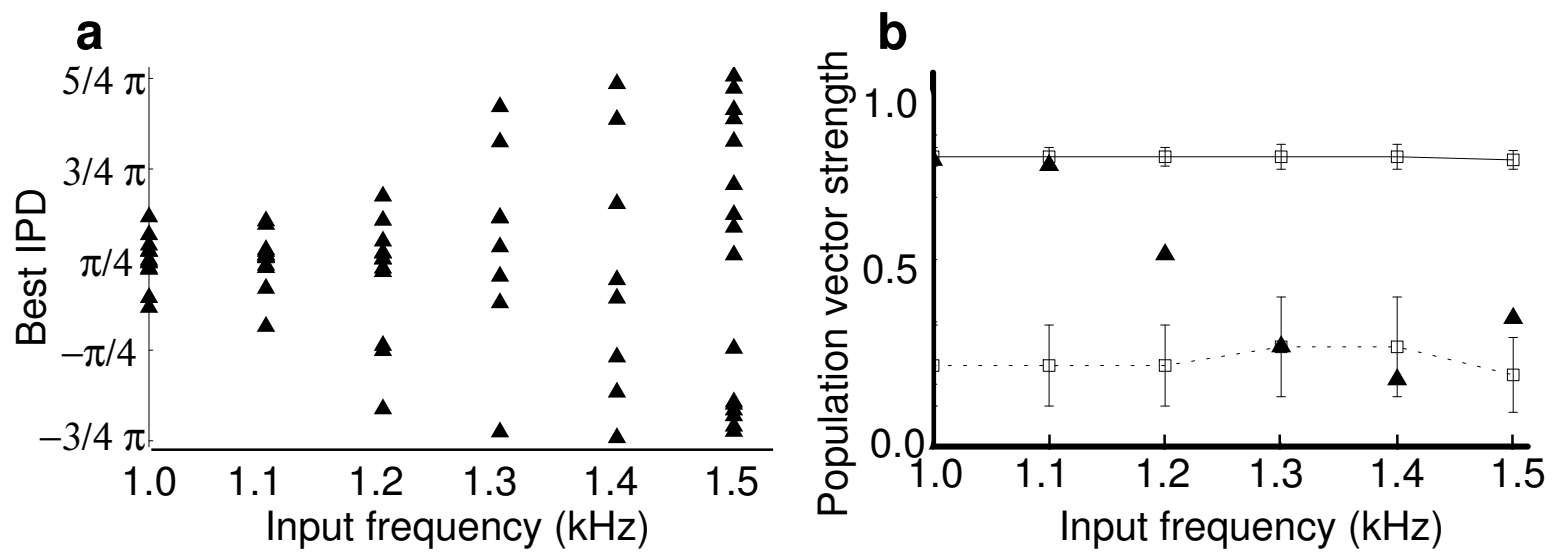 a
Best IPD
5/4 π
3/4 π
π/4
−π/4
−3/4 π
1.0 1.1 1.2 1.3 1.4 1.5
Input frequency (kHz)
b
Population vector strength
1.0
0.5
0.0
1.0 1.1 1.2 1.3 1.4 1.5
Input frequency (kHz)